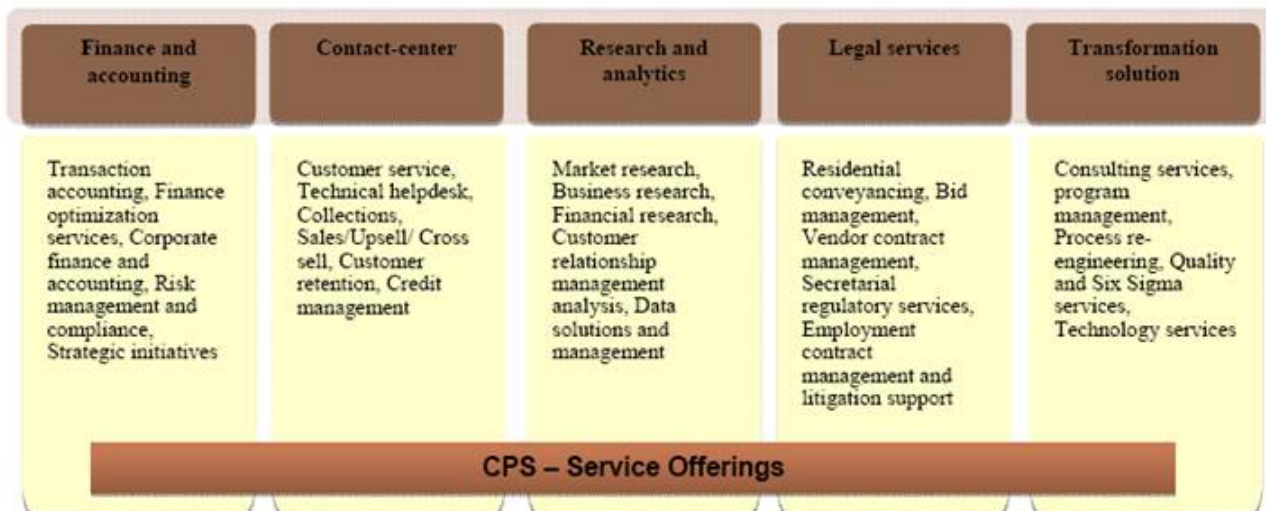 Finance and
accounting
Contact-center
Research and
analytics
Legal services
Transformation
solution
Transaction
accounting, Finance
optimization
services, Corporate
finance and
accounting, Risk
management and
compliance,
Strategic initiatives
Customer service,
Technical helpdesk,
Collections,
Sales/Upsell/ Cross
sell, Customer
retention, Credit
management
Market research,
Business research,
Financial research,
Customer
relationship
management
analysis, Data
solutions and
management
Residential
conveyancing, Bid
management,
Vendor contract
management,
Secretarial
regulatory services,
Employment
contract
management and
litigation support
Consulting services,
program
management,
Process re-
engineering, Quality
and Six Sigma
services,
Technology services
CPS – Service Offerings